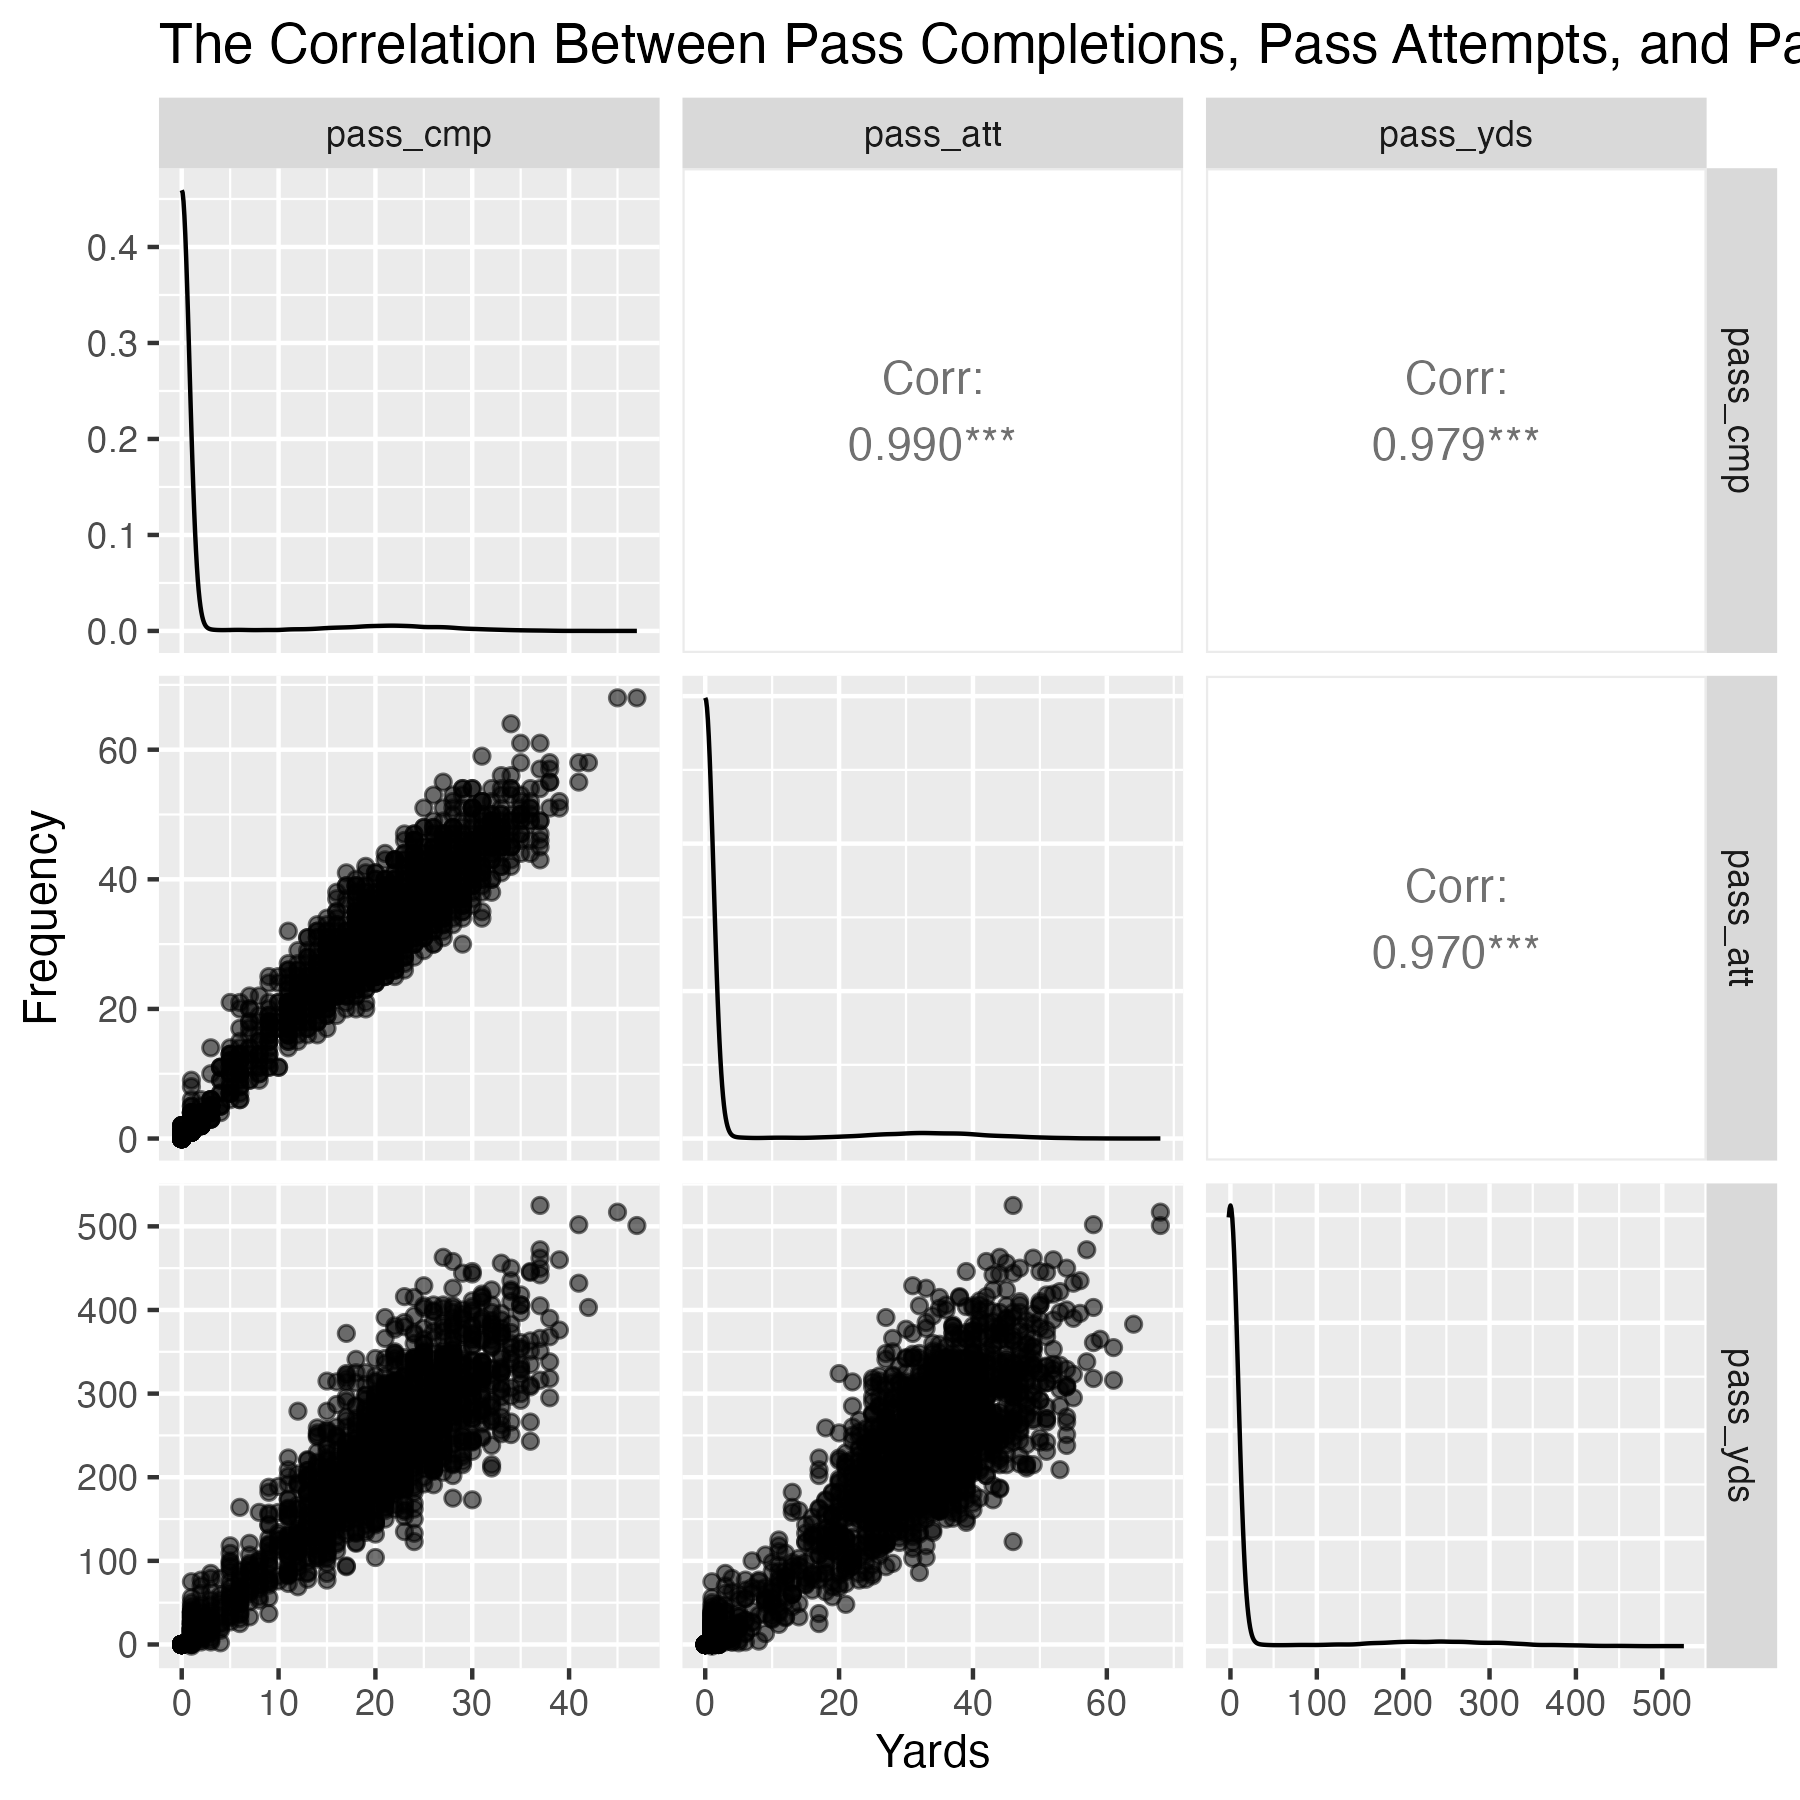 The Correlation Between Pass Completions, Pass Attempts, and Pa
pass_cmp
pass_att
pass_yds
0.4
0.3
0.2
0.1
0.0
Corr:
0.990***
Corr:
0.979***
pass_cmp
Frequency
60
40
20
0
Corr:
0.970***
pass_att
500
400
300
200
100
0
pass_yds
0
10
20
30
40
0
20
40
60
0
100
200
300
400
500
Yards